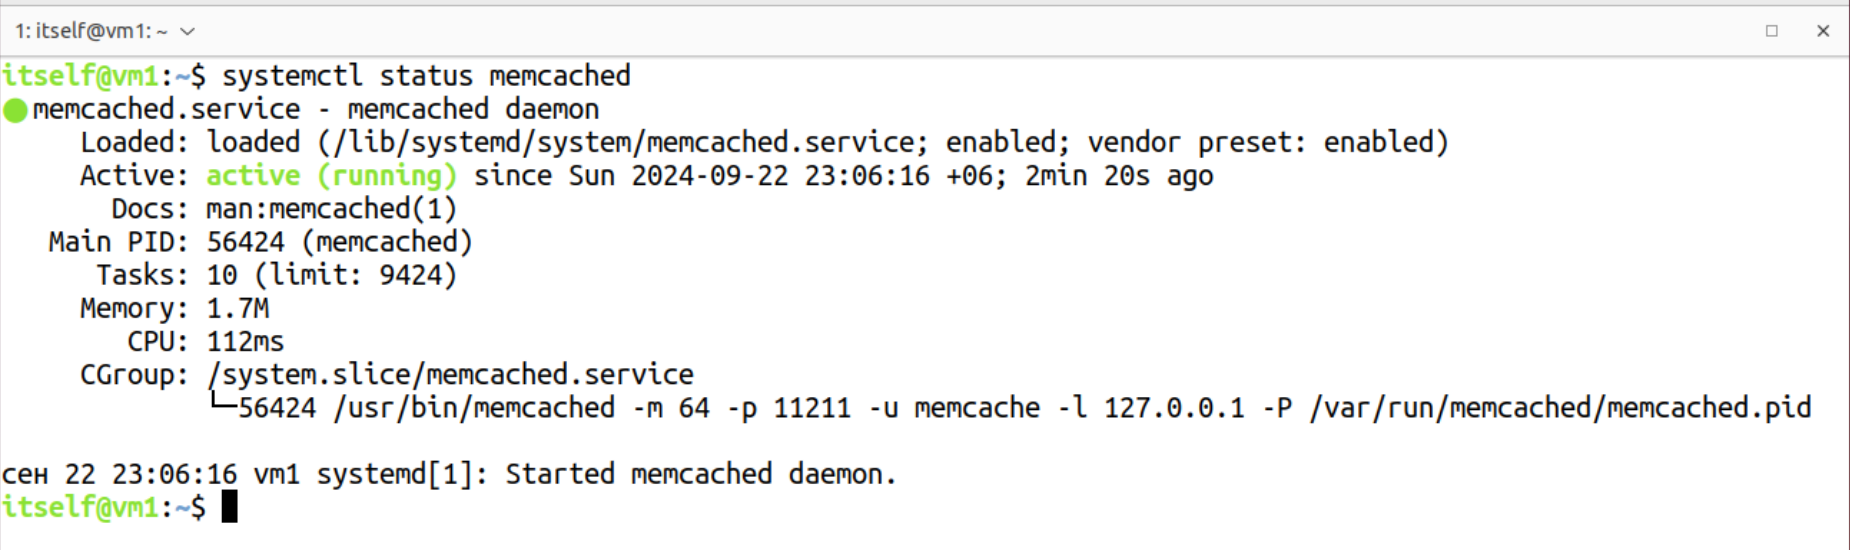 1: itself@vm1: ~
itself@vm1:~$ systemctl status memcached
memcached.service - memcached daemon
Loaded: loaded (/lib/systemd/system/memcached.service; enabled; vendor preset: enabled)
Active: active (running) since Sun 2024-09-22 23:06:16 +06; 2min 20s ago
Docs: man:memcached(1)
Main PID: 56424 (memcached)
Tasks: 10 (limit: 9424)
Memory: 1.7M
CPU: 112ms
CGroup: /system.slice/memcached.service
└─56424 /usr/bin/memcached -m 64 -p 11211 -u memcache -l 127.0.0.1 -P /var/run/memcached/memcached.pid
сен 22 23:06:16 vm1 systemd[1]: Started memcached daemon.
itself@vm1:~$